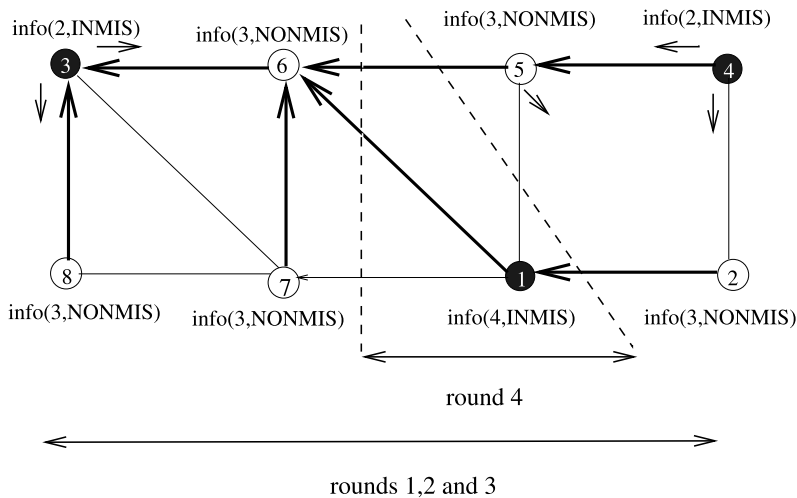 info(2,INMIS)
info(3,NONMIS)
info(3,NONMIS)
info(2,INMIS)
3
6
5
4
8
7
1
2
info(3,NONMIS)
info(3,NONMIS)
info(4,INMIS)
info(3,NONMIS)
round 4
rounds 1,2 and 3